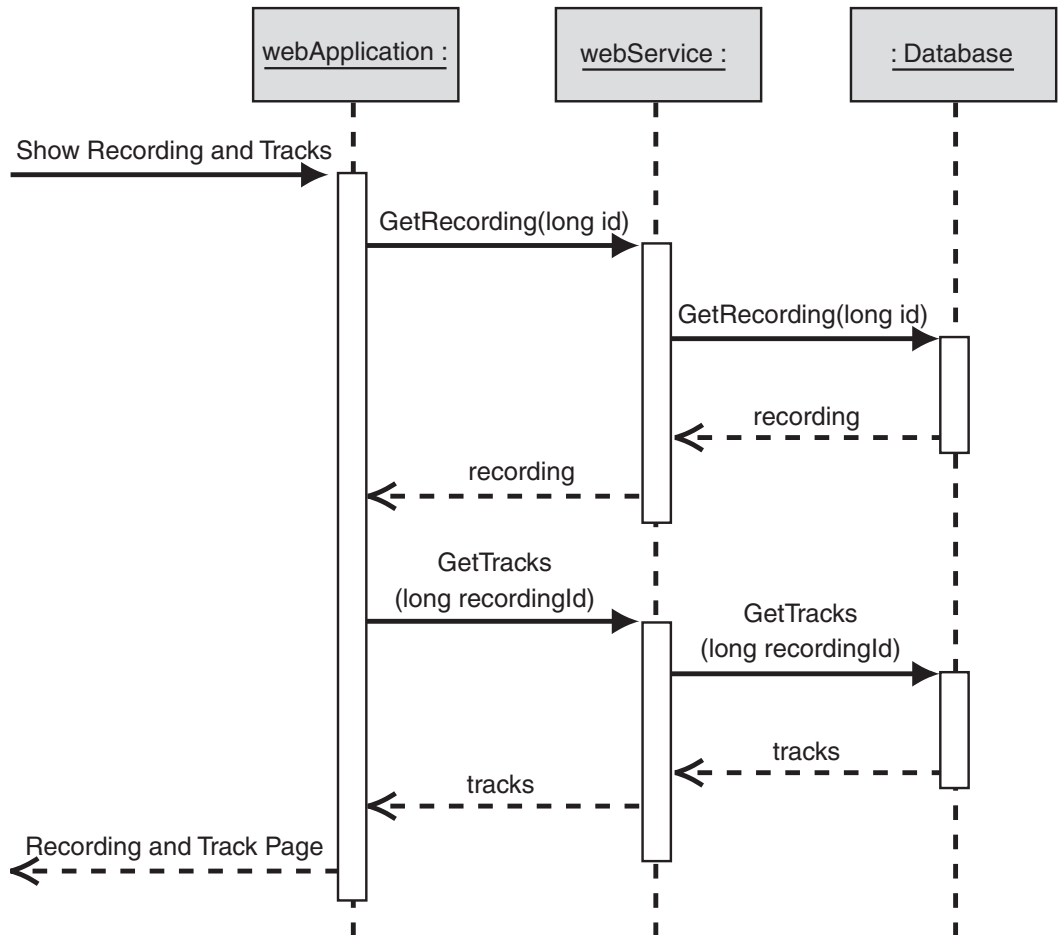 webApplication :
webService :
: Database
Show Recording and Tracks
GetRecording(long id)
GetRecording(long id)
recording
recording
GetTracks
(long recordingId)
GetTracks
(long recordingId)
tracks
tracks
Recording and Track Page